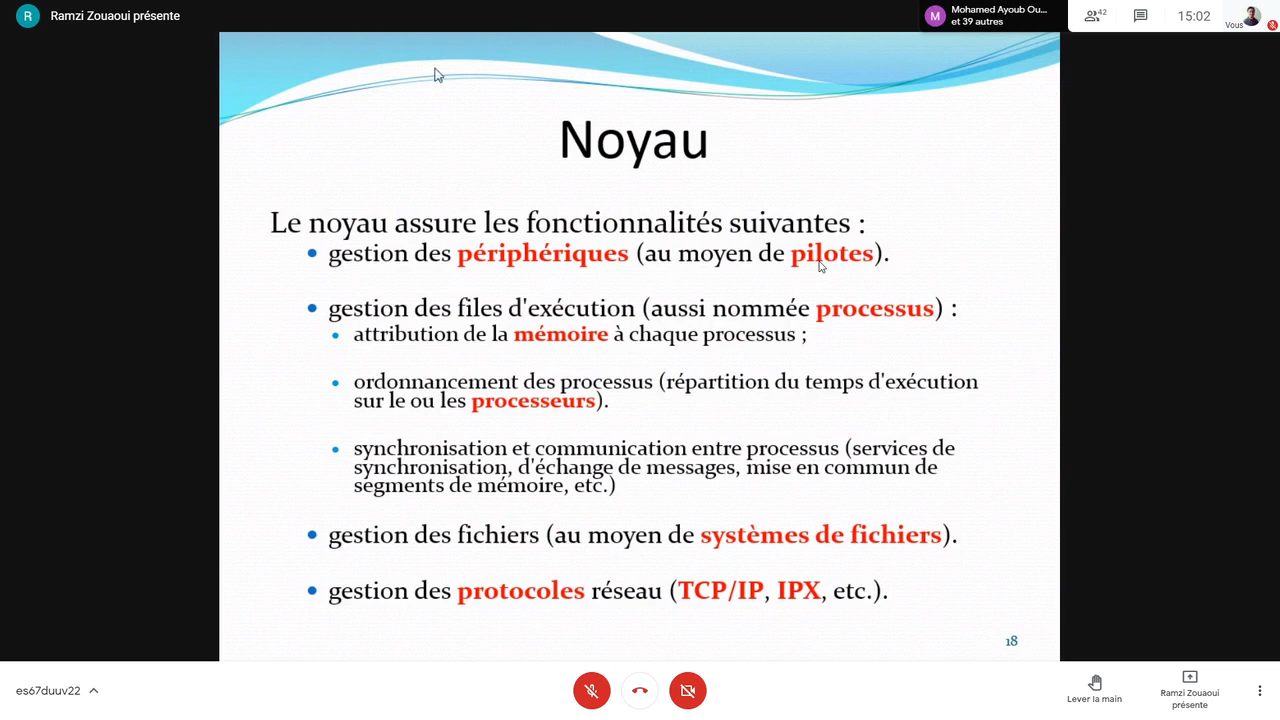 R Ramzi Zouaoui présente
M Mohamed Ayoub Ou...
et 39 autres
42
15:02
Vous
Noyau
Le noyau assure les fonctionnalités suivantes :
• gestion des périphériques (au moyen de pilotes).
• gestion des files d'exécution (aussi nommée processus) :
• attribution de la mémoire à chaque processus ;
• ordonnancement des processus (répartition du temps d'exécution
sur le ou les processeurs).
• synchronisation et communication entre processus (services de
synchronisation, d'échange de messages, mise en commun de
segments de mémoire, etc.)
• gestion des fichiers (au moyen de systèmes de fichiers).
• gestion des protocoles réseau (TCP/IP, IPX, etc.).
18
es67duuv22
Lever la main
Ramzi Zouaoui
présente